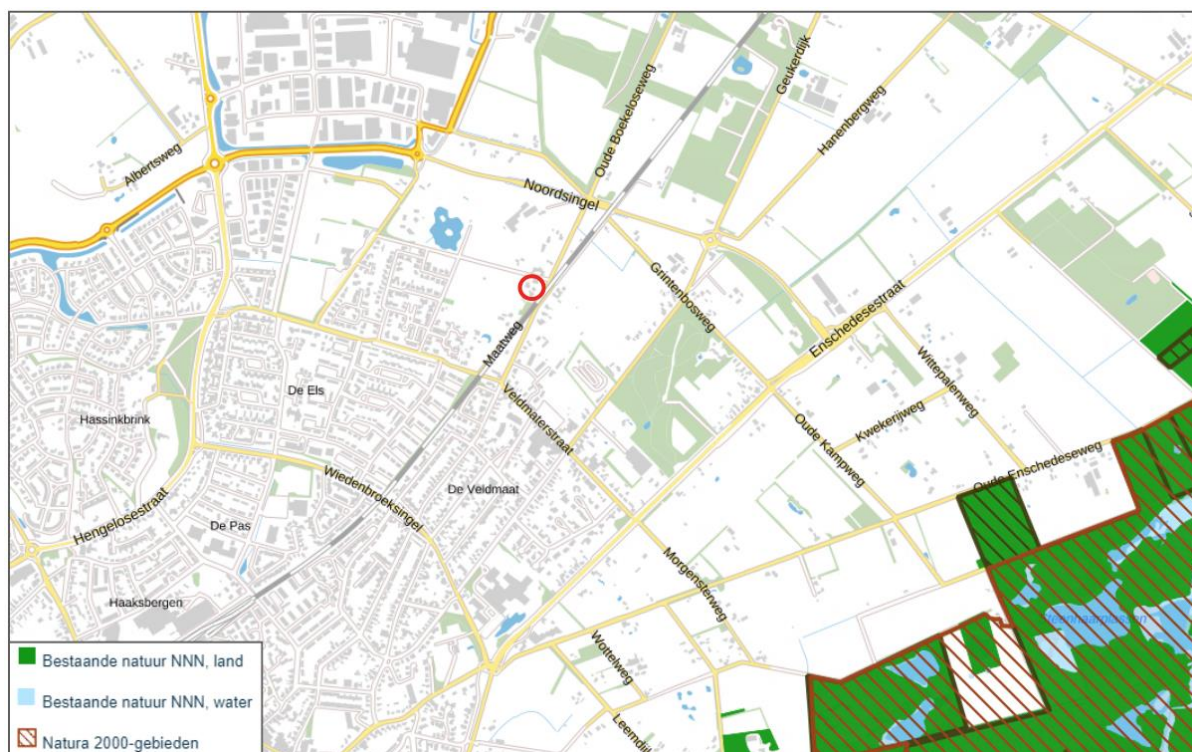 Oude Boekeloseweg
Geukerdijk
Hanenbergweg
Albertsweg
Noordsingel
Grintenbosweg
Enschedesestraat
Maatweg
Wittepalenweg
De Els
Hassinkbrink
Veldmaterstraat
Oude Kampweg
Kwekerijweg
Oude Enschedeseweg
Wiedenbroeksingel
De Veldmaat
Hengelosestraat
De Pas
Haaksbergen
Morgensterweg
Wottelweg
Leemdijk
Bestaande natuur NNN, land
Bestaande natuur NNN, water
Natura 2000-gebieden